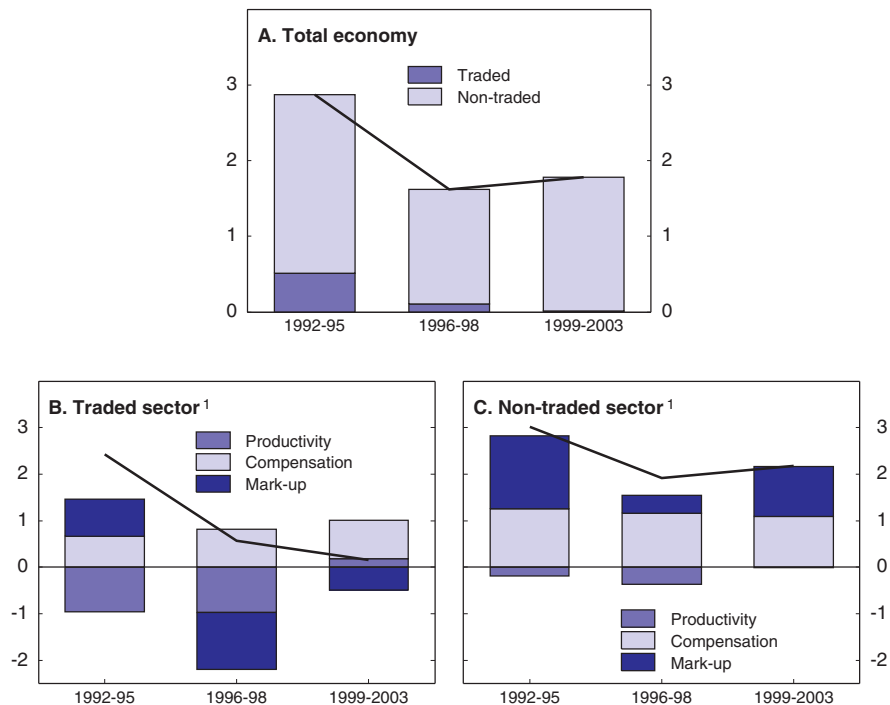 A. Total economy
Traded
Non-traded
3 3
2 2
1 1
0 0
1992-95 1996-98 1999-2003
B. Traded sector 1
Productivity
Compensation
Mark-up
3
2
1
0
-1
-2
1992-95 1996-98 1999-2003
C. Non-traded sector 1
3
2
1
0
-1
-2
Productivity
Compensation
Mark-up
1992-95 1996-98 1999-2003